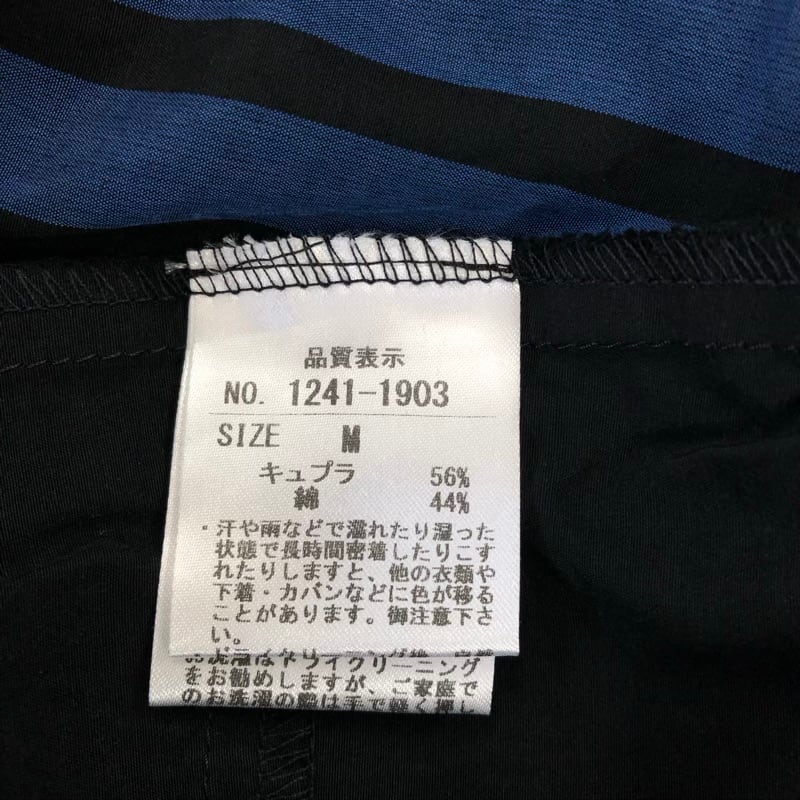 品質表示
NO. 1241-1903
SIZE M
キュプラ 56%
綿 44%
・汗や雨などで濡れたり湿った
状態で長時間密着したりこす
れたりしますと、他の衣類や
下着・カバンなどに色が移る
ことがあります。御注意下さ
い。
お勧めしますが、ご家庭で